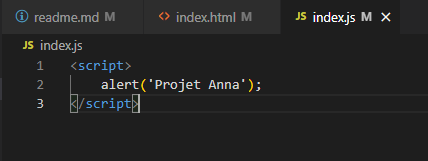 readme.md M index.html M JS index.js M ×
JS index.js
1 <script>
2 alert('Projet Anna');
3 </script>